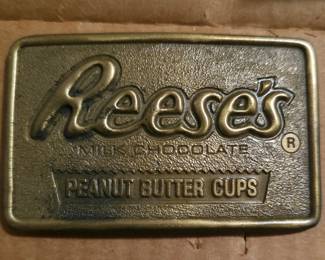 Reese's
MILK CHOCOLATE ®
PEANUT BUTTER CUPS